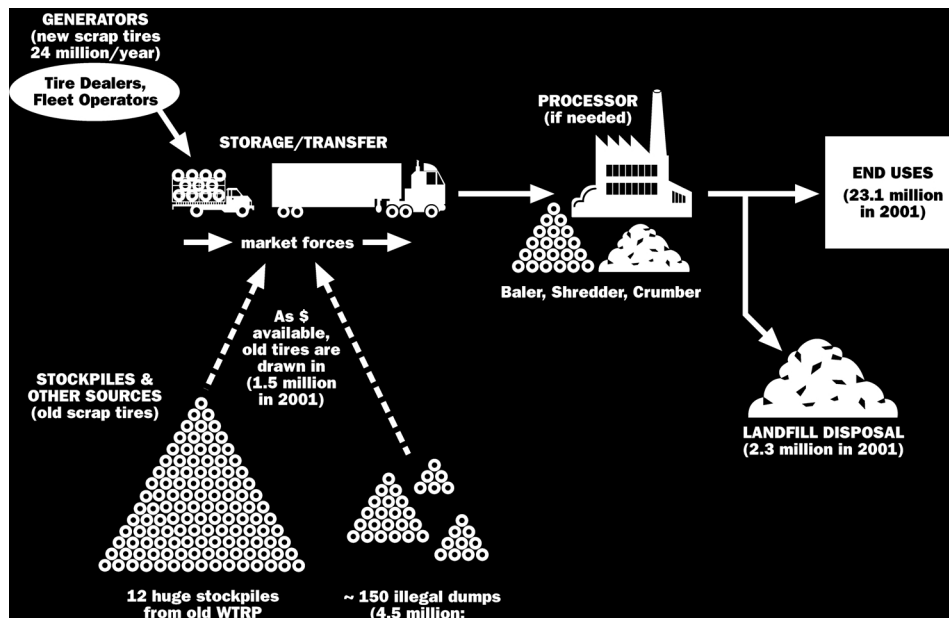 GENERATORS
(new scrap tires
24 million/year)
Tire Dealers,
Fleet Operators
STORAGE/TRANSFER
market forces
PROCESSOR
(if needed)
Baler, Shredder, Crumber
END USES
(23.1 million
in 2001)
As $
available,
old tires are
drawn in
(1.5 million
in 2001)
STOCKPILES &
OTHER SOURCES
(old scrap tires)
LANDFILL DISPOSAL
(2.3 million in 2001)
12 huge stockpiles
from old WTRP
~ 150 illegal dumps
(4.5 million: